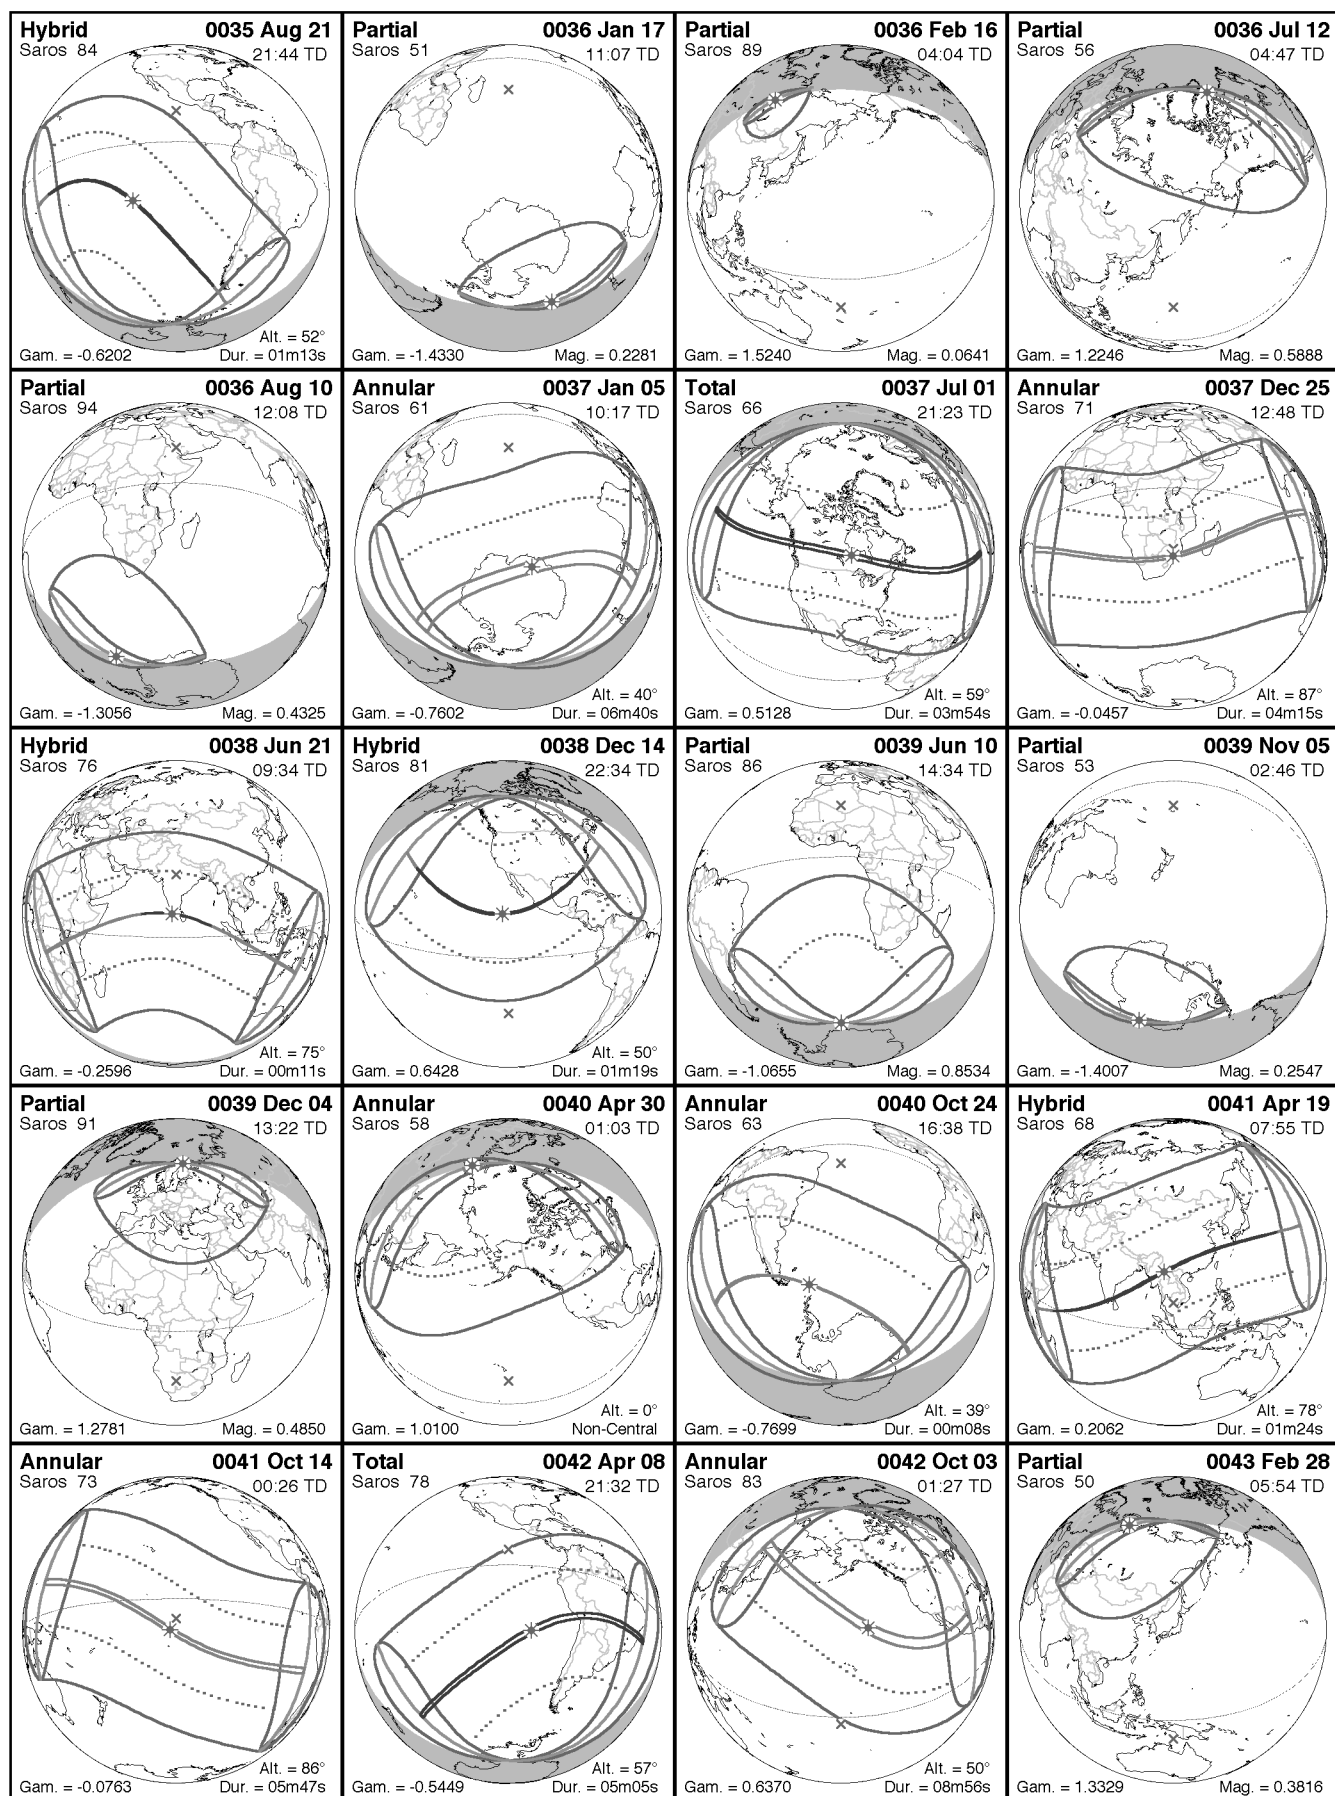 Hybrid 0035 Aug 21
Saros 84 21:44 TD
Alt. = 52°
Gam. = -0.6202 Dur. = 01m13s
Partial 0036 Jan 17
Saros 51 11:07 TD
Gam. = -1.4330 Mag. = 0.2281
Partial 0036 Feb 16
Saros 89 04:04 TD
Gam. = 1.5240 Mag. = 0.0641
Partial 0036 Jul 12
Saros 56 04:47 TD
Gam. = 1.2246 Mag. = 0.5888
Partial 0036 Aug 10
Saros 94 12:08 TD
Gam. = -1.3056 Mag. = 0.4325
Annular 0037 Jan 05
Saros 61 10:17 TD
Alt. = 40°
Gam. = -0.7602 Dur. = 06m40s
Total 0037 Jul 01
Saros 66 21:23 TD
Alt. = 59°
Gam. = 0.5128 Dur. = 03m54s
Annular 0037 Dec 25
Saros 71 12:48 TD
Alt. = 87°
Gam. = -0.0457 Dur. = 04m15s
Hybrid 0038 Jun 21
Saros 76 09:34 TD
Alt. = 75°
Gam. = -0.2596 Dur. = 00m11s
Hybrid 0038 Dec 14
Saros 81 22:34 TD
Alt. = 50°
Gam. = 0.6428 Dur. = 01m19s
Partial 0039 Jun 10
Saros 86 14:34 TD
Gam. = -1.0655 Mag. = 0.8534
Partial 0039 Nov 05
Saros 53 02:46 TD
Gam. = -1.4007 Mag. = 0.2547
Partial 0039 Dec 04
Saros 91 13:22 TD
Gam. = 1.2781 Mag. = 0.4850
Annular 0040 Apr 30
Saros 58 01:03 TD
Alt. = 0°
Gam. = 1.0100 Non-Central
Annular 0040 Oct 24
Saros 63 16:38 TD
Alt. = 39°
Gam. = -0.7699 Dur. = 00m08s
Hybrid 0041 Apr 19
Saros 68 07:55 TD
Alt. = 78°
Gam. = 0.2062 Dur. = 01m24s
Annular 0041 Oct 14
Saros 73 00:26 TD
Alt. = 86°
Gam. = -0.0763 Dur. = 05m47s
Total 0042 Apr 08
Saros 78 21:32 TD
Alt. = 57°
Gam. = -0.5449 Dur. = 05m05s
Annular 0042 Oct 03
Saros 83 01:27 TD
Alt. = 50°
Gam. = 0.6370 Dur. = 08m56s
Partial 0043 Feb 28
Saros 50 05:54 TD
Gam. = 1.3329 Mag. = 0.3816